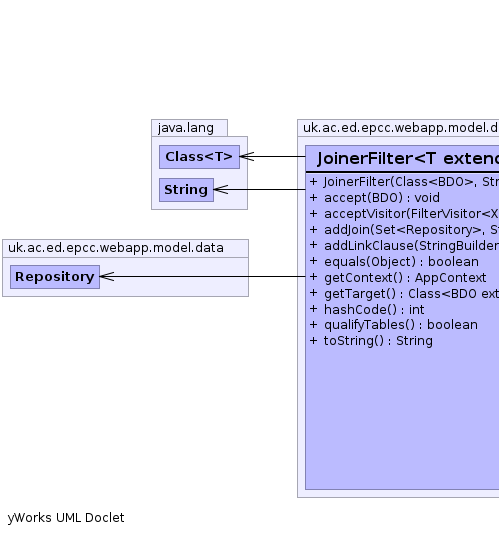 java.lang
Class<T>
String
uk.ac.ed.epcc.webapp.model.data
Repository
uk.ac.ed.epcc.webapp.model.d
JoinerFilter<T extend
+ JoinerFilter(Class<BDO>, Str
+ accept(BDO) : void
+ acceptVisitor(FilterVisitor<X
+ addJoin(Set<Repository>, S
+ addLinkClause(StringBuilder
+ equals(Object) : boolean
+ getContext() : AppContext
+ getTarget() : Class<BDO ext
+ hashCode() : int
+ qualifyTables() : boolean
+ toString() : String
yWorks UML Doclet